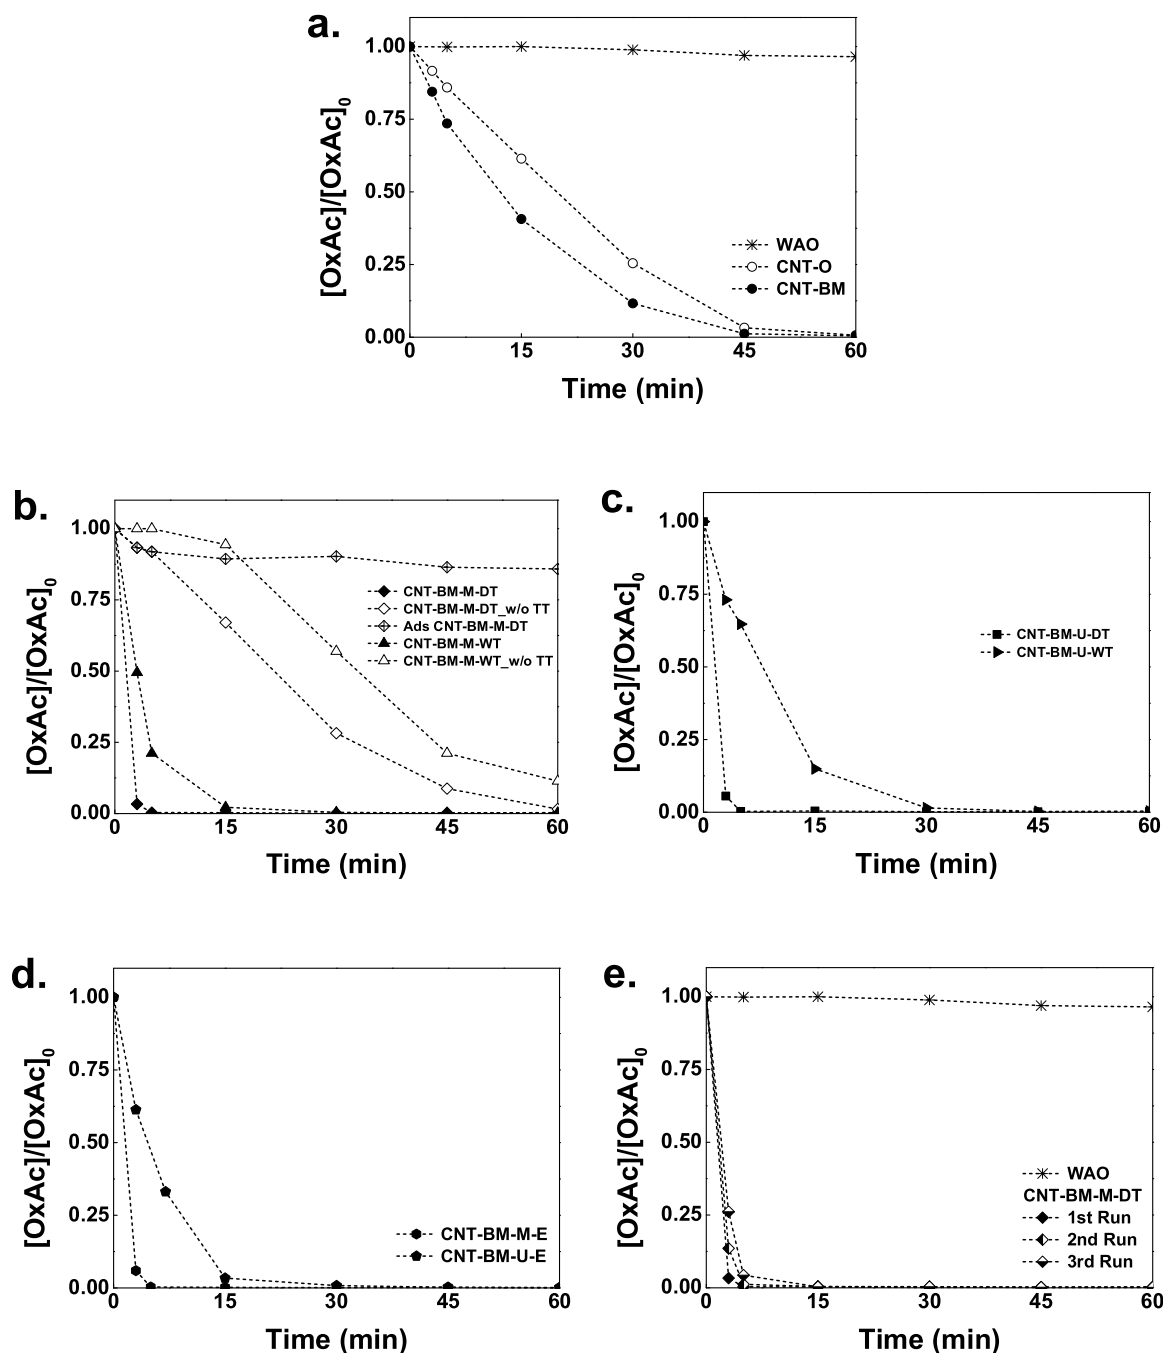 a.
1.00
0.75
0.50
0.25
0.00
[OxAc]/[OxAc]0
WAO
CNT-O
CNT-BM
0 15 30 45 60
Time (min)
b.
1.00
0.75
0.50
0.25
0.00
[OxAc]/[OxAc]0
CNT-BM-M-DT
CNT-BM-M-DT_w/o TT
Ads CNT-BM-M-DT
CNT-BM-M-WT
CNT-BM-M-WT_w/o TT
0 15 30 45 60
Time (min)
c.
1.00
0.75
0.50
0.25
0.00
[OxAc]/[OxAc]0
CNT-BM-U-DT
CNT-BM-U-WT
0 15 30 45 60
Time (min)
d.
1.00
0.75
0.50
0.25
0.00
[OxAc]/[OxAc]0
CNT-BM-M-E
CNT-BM-U-E
0 15 30 45 60
Time (min)
e.
1.00
0.75
0.50
0.25
0.00
[OxAc]/[OxAc]0
WAO
CNT-BM-M-DT
1st Run
2nd Run
3rd Run
0 15 30 45 60
Time (min)